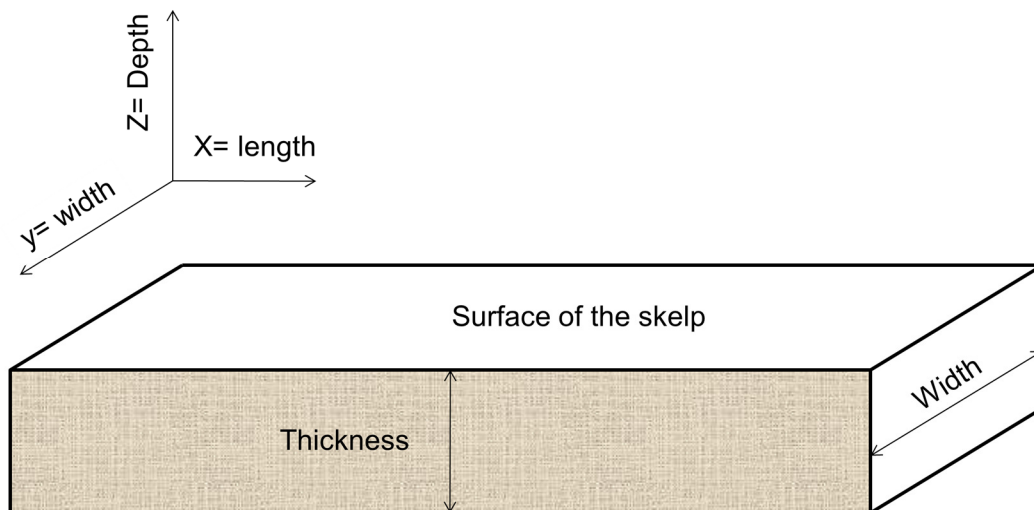 Z= Depth
X= length
y= width
Surface of the skelp
Width
Thickness